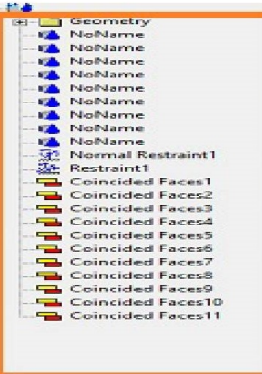 Geometry
NoName
NoName
NoName
NoName
NoName
NoName
NoName
NoName
NoName
Normal Restraint1
Restraint1
Coincided Faces1
Coincided Faces2
Coincided Faces3
Coincided Faces4
Coincided Faces5
Coincided Faces6
Coincided Faces7
Coincided Faces8
Coincided Faces9
Coincided Faces10
Coincided Faces11